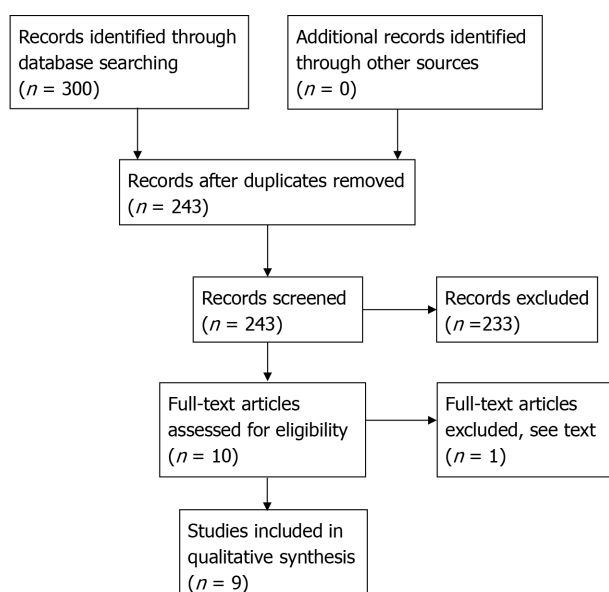 Records identified through
database searching
(n = 300)
Additional records identified
through other sources
(n = 0)
Records after duplicates removed
(n = 243)
Records screened
(n = 243)
Records excluded
(n =233)
Full-text articles
assessed for eligibility
(n = 10)
Full-text articles
excluded, see text
(n = 1)
Studies included in
qualitative synthesis
(n = 9)